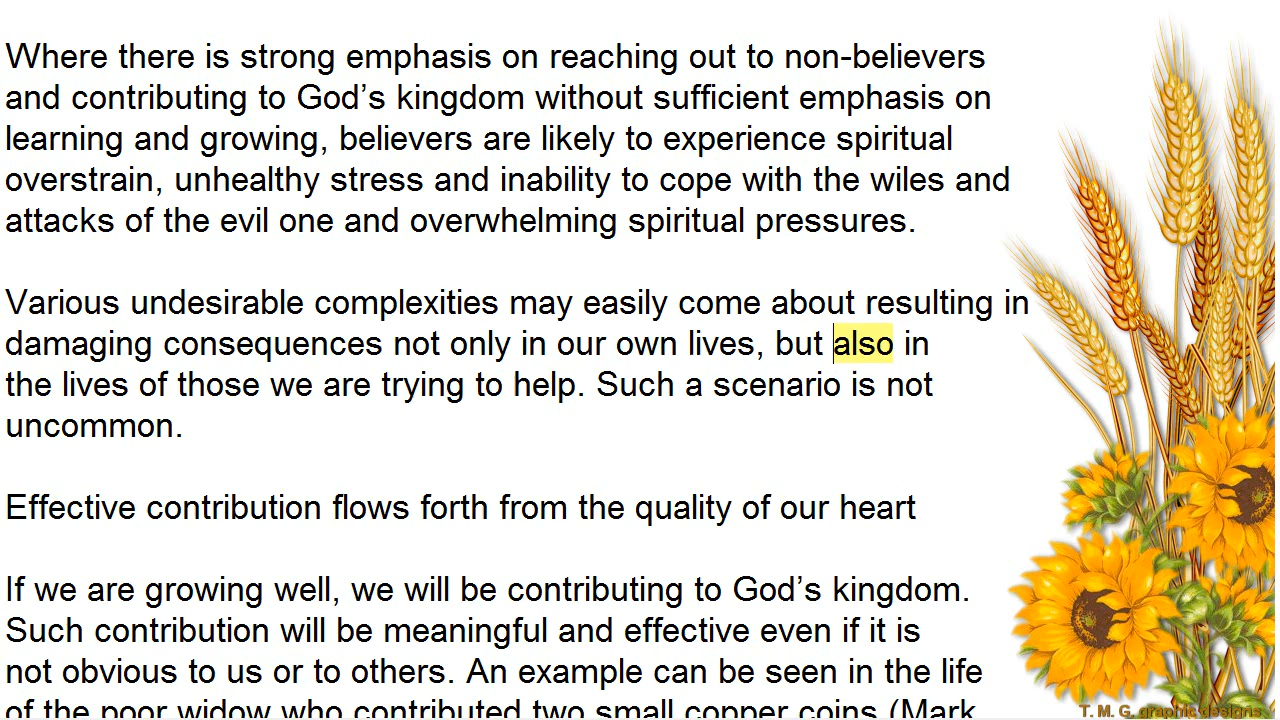 Where there is strong emphasis on reaching out to non-believers
and contributing to God’s kingdom without sufficient emphasis on
learning and growing, believers are likely to experience spiritual
overstrain, unhealthy stress and inability to cope with the wiles and
attacks of the evil one and overwhelming spiritual pressures.
Various undesirable complexities may easily come about resulting in
damaging consequences not only in our own lives, but also in
the lives of those we are trying to help. Such a scenario is not
uncommon.
Effective contribution flows forth from the quality of our heart
If we are growing well, we will be contributing to God’s kingdom.
Such contribution will be meaningful and effective even if it is
not obvious to us or to others. An example can be seen in the life
of the poor widow who contributed two small copper coins (Mark
T. M. G. graphic designs